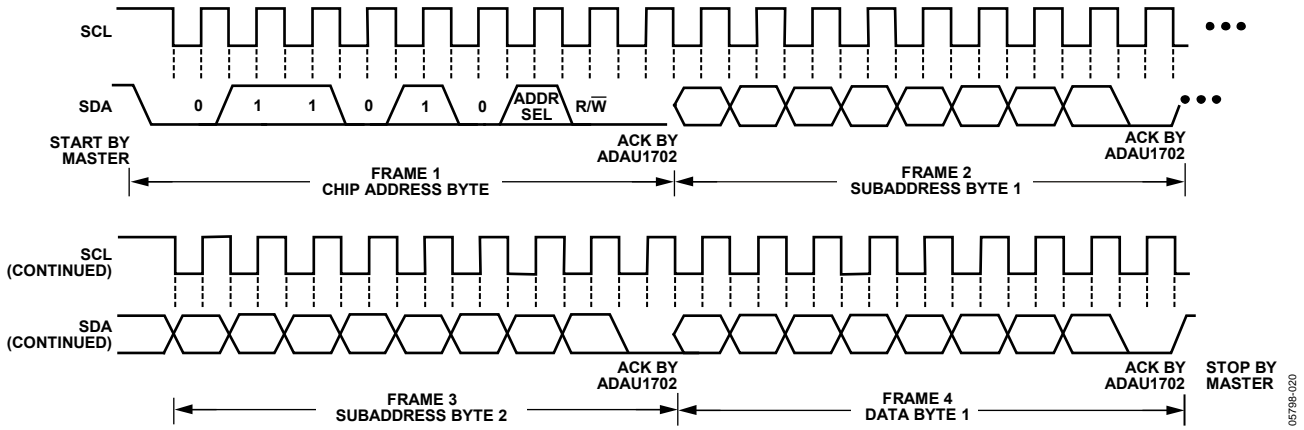 SCL
SDA
0 1 1 0 1 0 ADDR SEL R/W̅
START BY
MASTER
ACK BY
ADAU1702
ACK BY
ADAU1702
FRAME 1
CHIP ADDRESS BYTE
FRAME 2
SUBADDRESS BYTE 1
SCL
(CONTINUED)
SDA
(CONTINUED)
ACK BY
ADAU1702
ACK BY
ADAU1702
STOP BY
MASTER
FRAME 3
SUBADDRESS BYTE 2
FRAME 4
DATA BYTE 1
05798-020